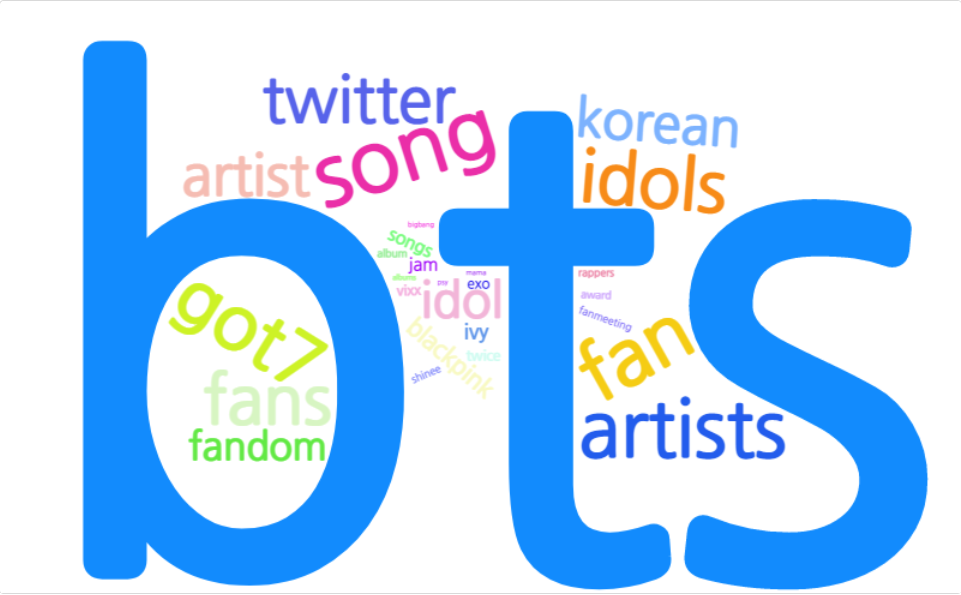 bts
twitter
song
korean
idols
artist
bigbang
songs
album
jam
mama
exo
albums
psy
vixx
idol
rappers
award
fanmeeting
got7
ivy
blackpink
twice
shinee
fan
fans
fandom
artists